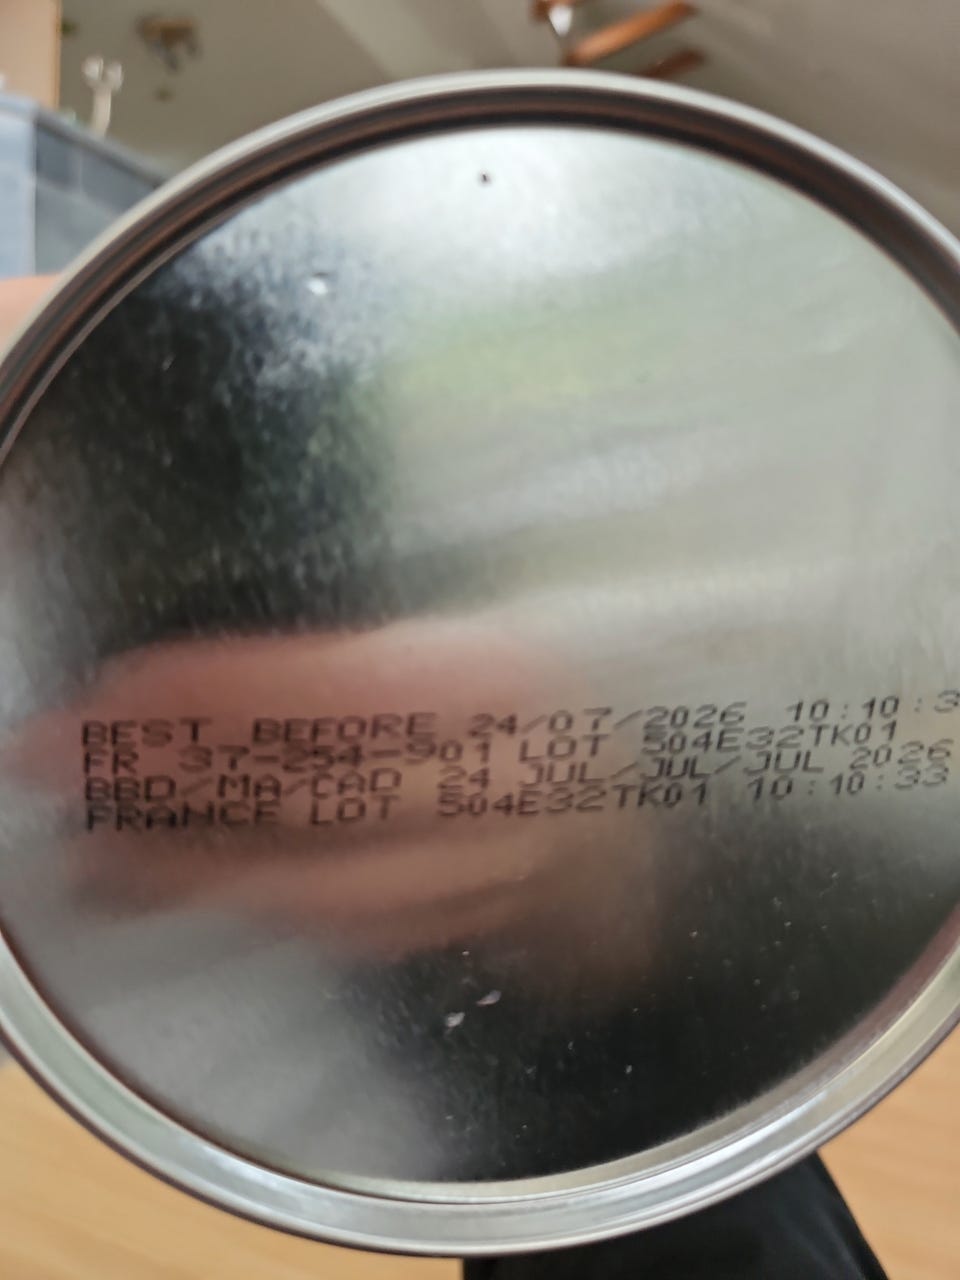 BEST BEFORE 24/07/2026 10:10:3
FR 37-254-901 LOT 504E32TK01
BBD/MA/CAD 24 JUL/JUL/JUL 2026
FRANCE LOT 504E32TK01 10:10:33